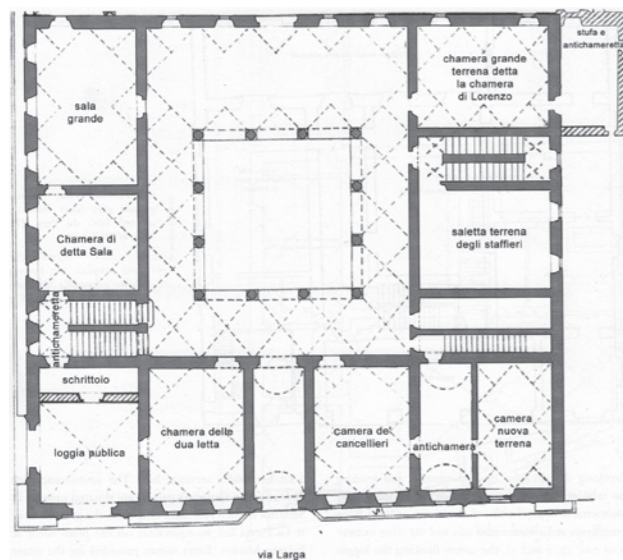 stufa e
antichameretta
chamera grande
terrena detta
la chamera
di Lorenzo
sala
grande
Chamera di
detta Sala
saletta terrena
degli staffieri
antichameretta
schrittoio
loggia publica
chamera delle
dua letta
camera dei
cancellieri
antichamera
camera
nuova
terrena
via Larga